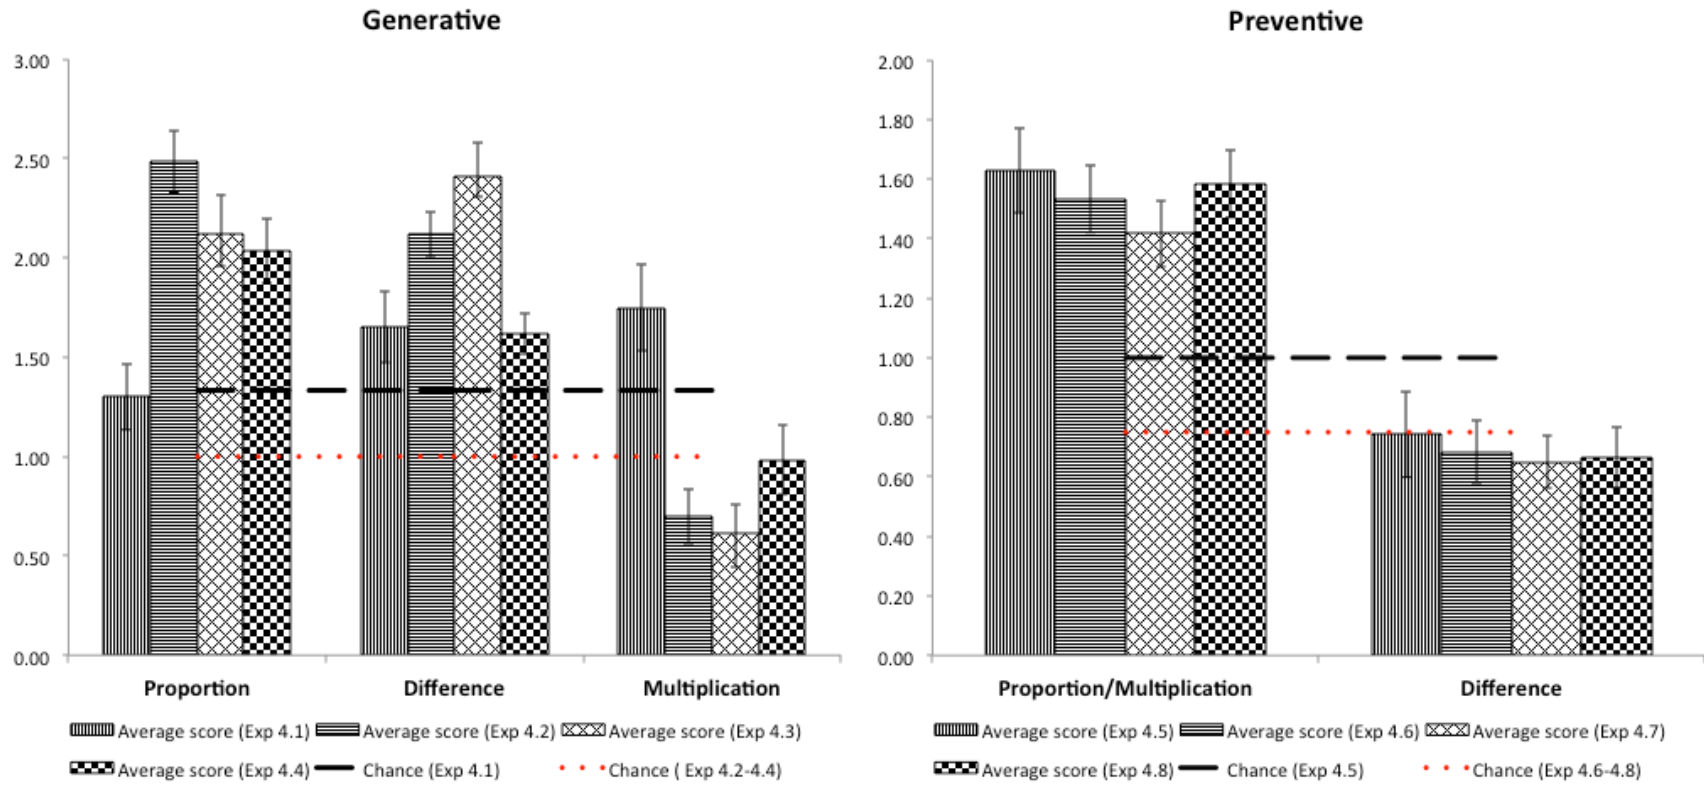 Generative
3.00
2.50
2.00
1.50
1.00
0.50
0.00
Proportion Difference Multiplication
Average score (Exp 4.1) Average score (Exp 4.2) Average score (Exp 4.3)
Average score (Exp 4.4) Chance (Exp 4.1) Chance ( Exp 4.2-4.4)
Preventive
2.00
1.80
1.60
1.40
1.20
1.00
0.80
0.60
0.40
0.20
0.00
Proportion/Multiplication Difference
Average score (Exp 4.5) Average score (Exp 4.6) Average score (Exp 4.7)
Average score (Exp 4.8) Chance (Exp 4.5) Chance (Exp 4.6-4.8)